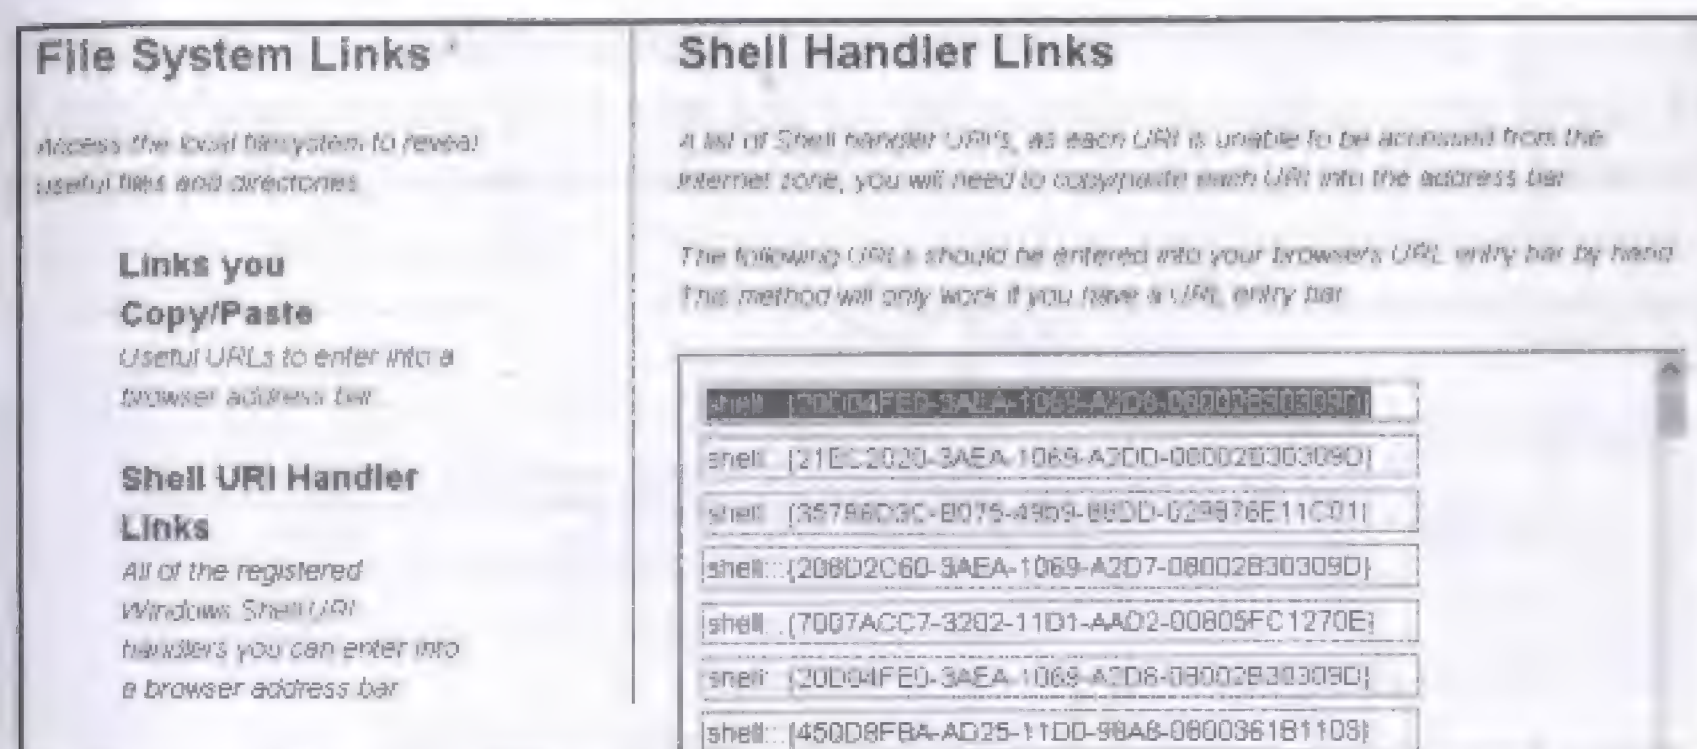 File System Links
Access the local filesystem to reveal
useful files and directories.
Links you
Copy/Paste
Useful URLs to enter into a
browser address bar.
Shell URI Handler
Links
All of the registered
Windows Shell URI
handlers you can enter into
a browser address bar
Shell Handler Links
A list of Shell handler URI's, as each URI is unable to be accessed from the
Internet zone, you will need to copy/paste each URI into the address bar
The following URLs should be entered into your browsers URL entry bar by hand.
This method will only work if you have a URL entry bar
shell:::{20D04FE0-3AEA-1069-A2D8-08002B30309D}
shell:::{21EC2020-3AEA-1069-A2DD-08002B30309D}
shell:::
shell:::{208D2C60-3AEA-1069-A2D7-08002B30309D}
shell:::{7007ACC7-3202-11D1-AAD2-00805FC1270E}
shell:::{20D04FE0-3AEA-1069-A2D8-08002B30309D}
shell:::{450D8FBA-AD25-11D0-98A8-0800361B1103}